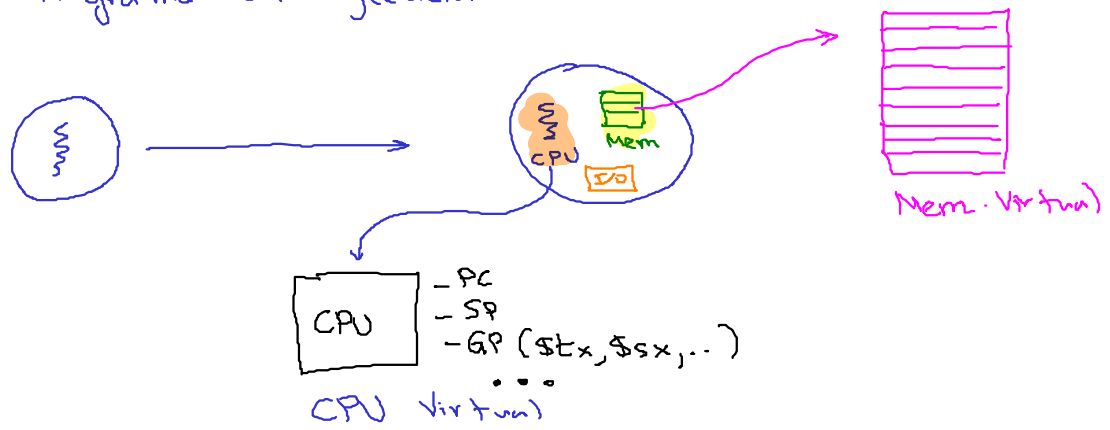 CPU
Mem
I/O
Mem. Virtual
CPU
- PC
- SP
- GP ($tx, $sx, ..)
...
CPU Virtual